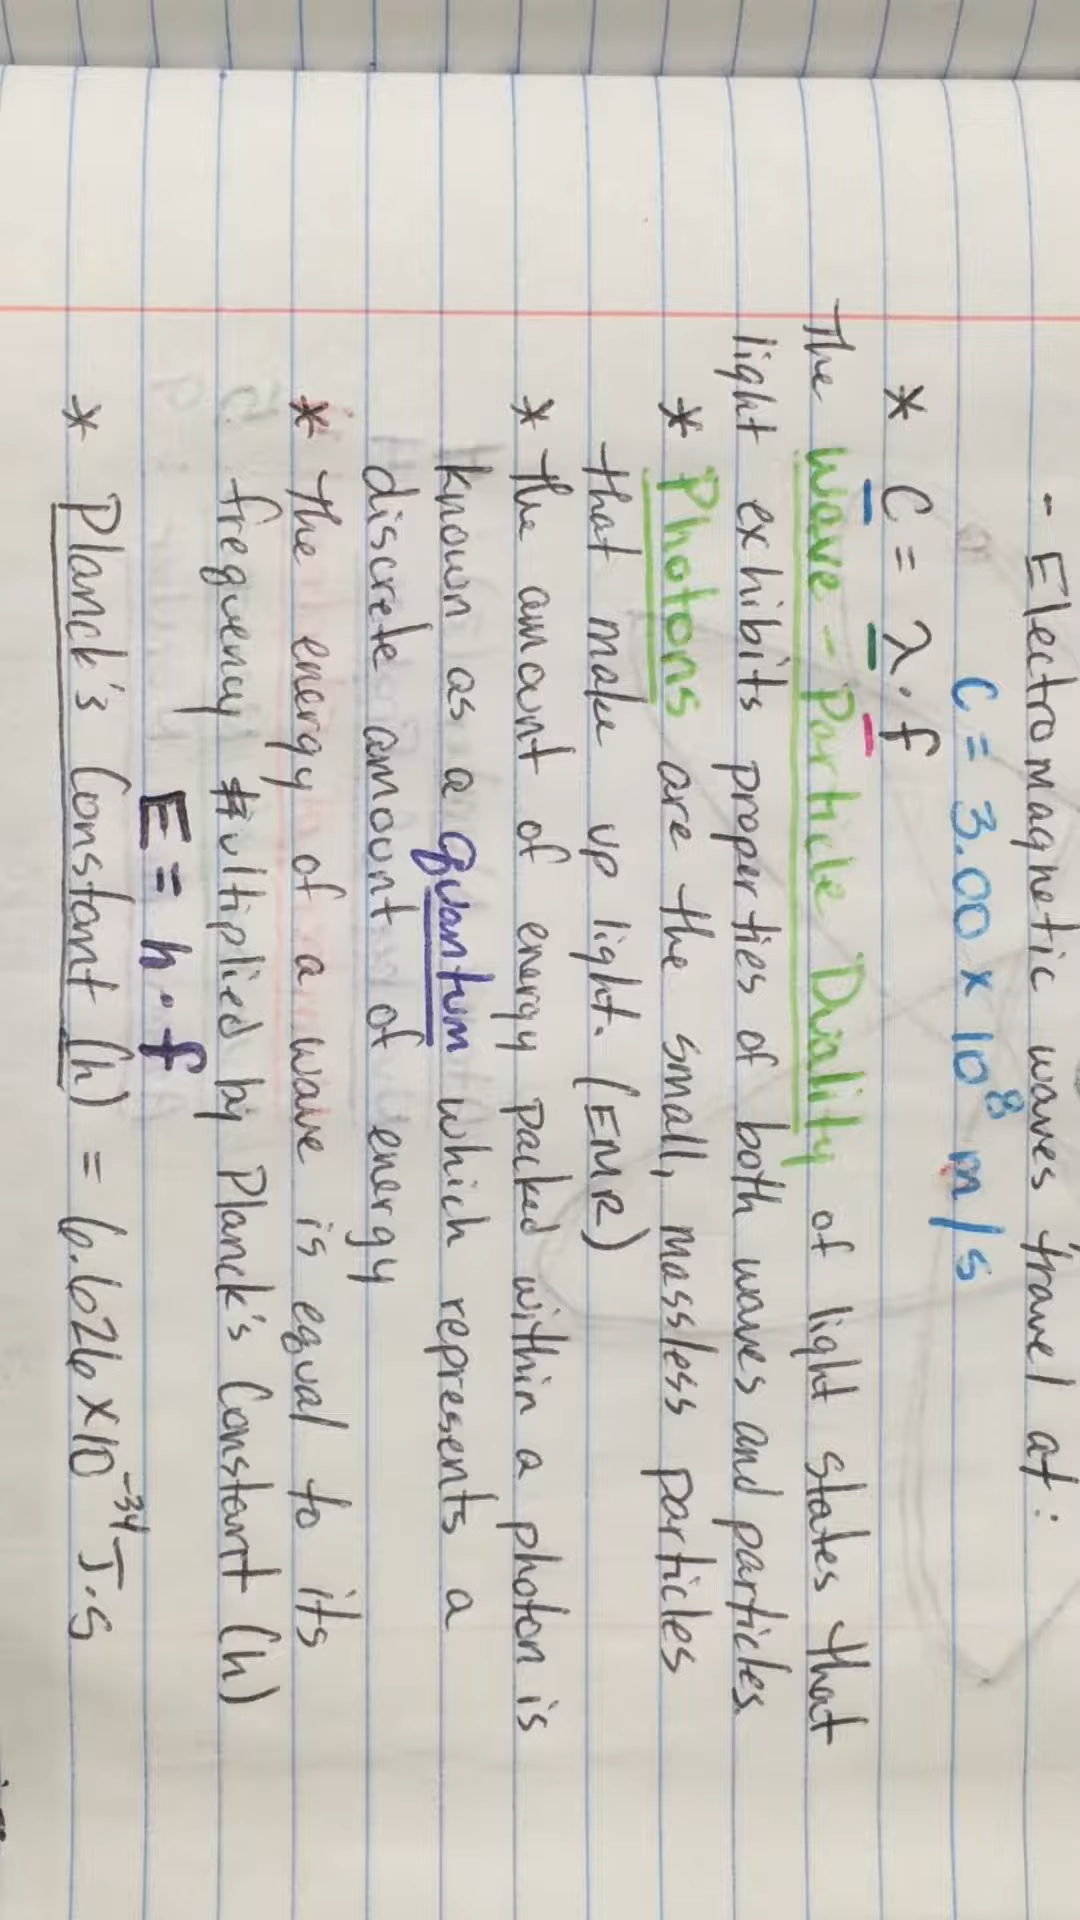 - Electromagnetic waves travel at:
C = 3.00 x 10⁸ m/s
* C = λ · f
The Wave - Particle Duality of light states that
light exhibits properties of both waves and particles.
* Photons are the small, massless particles
that make up light. (EMR)
* The amount of energy packed within a photon is
known as a quantum which represents a
discrete amount of energy
* The energy of a wave is equal to its
frequency multiplied by Planck's Constant (h)
E = h · f
* Planck's Constant (h) = 6.626 x 10⁻³⁴ J·s